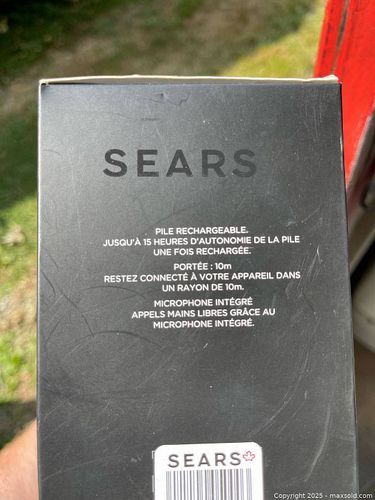 SEARS
PILE RECHARGEABLE.
JUSQU'À 15 HEURES D'AUTONOMIE DE LA PILE
UNE FOIS RECHARGÉE.
PORTÉE : 10m
RESTEZ CONNECTÉ À VOTRE APPAREIL DANS
UN RAYON DE 10m.
MICROPHONE INTÉGRÉ
APPELS MAINS LIBRES GRÂCE AU
MICROPHONE INTÉGRÉ.
SEARS
Copyright 2025 - maxsold.com